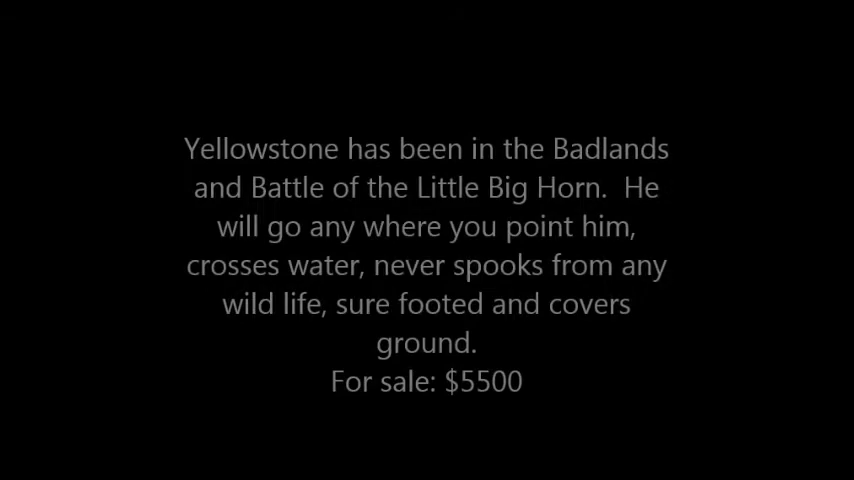 Yellowstone has been in the Badlands
and Battle of the Little Big Horn.  He
will go any where you point him,
crosses water, never spooks from any
wild life, sure footed and covers
ground.
For sale: $5500